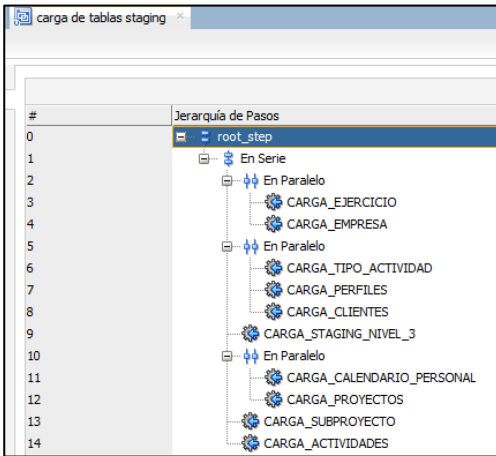 carga de tablas staging
# Jerarquía de Pasos
0 root_step
1 En Serie
2 En Paralelo
3 CARGA_EJERCICIO
4 CARGA_EMPRESA
5 En Paralelo
6 CARGA_TIPO_ACTIVIDAD
7 CARGA_PERFILES
8 CARGA_CLIENTES
9 CARGA_STAGING_NIVEL_3
10 En Paralelo
11 CARGA_CALENDARIO_PERSONAL
12 CARGA_PROYECTOS
13 CARGA_SUBPROYECTO
14 CARGA_ACTIVIDADES